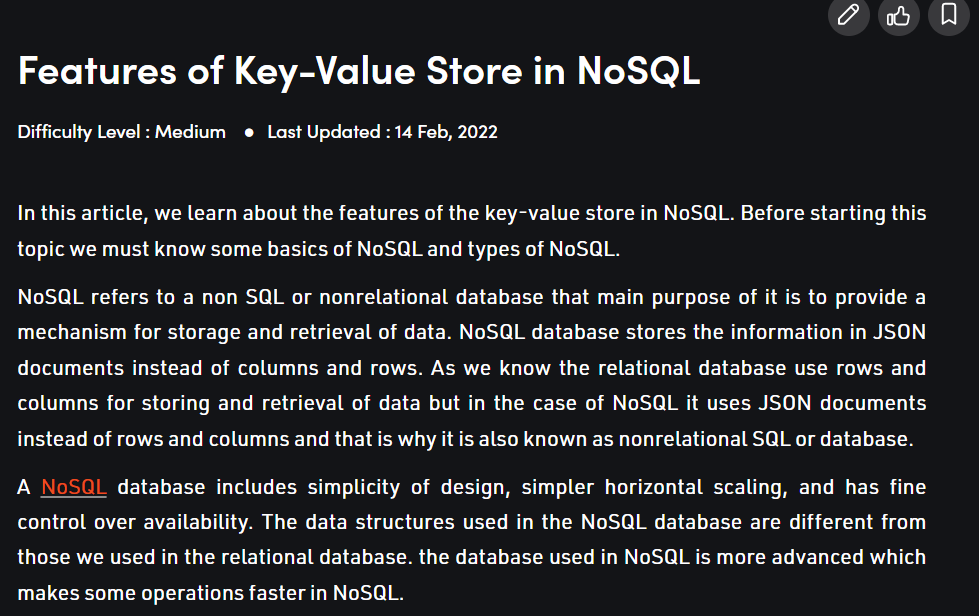 Features of Key-Value Store in NoSQL
Difficulty Level : Medium ● Last Updated : 14 Feb, 2022
In this article, we learn about the features of the key-value store in NoSQL. Before starting this
topic we must know some basics of NoSQL and types of NoSQL.
NoSQL refers to a non SQL or nonrelational database that main purpose of it is to provide a
mechanism for storage and retrieval of data. NoSQL database stores the information in JSON
documents instead of columns and rows. As we know the relational database use rows and
columns for storing and retrieval of data but in the case of NoSQL it uses JSON documents
instead of rows and columns and that is why it is also known as nonrelational SQL or database.
A NoSQL database includes simplicity of design, simpler horizontal scaling, and has fine
control over availability. The data structures used in the NoSQL database are different from
those we used in the relational database. the database used in NoSQL is more advanced which
makes some operations faster in NoSQL.